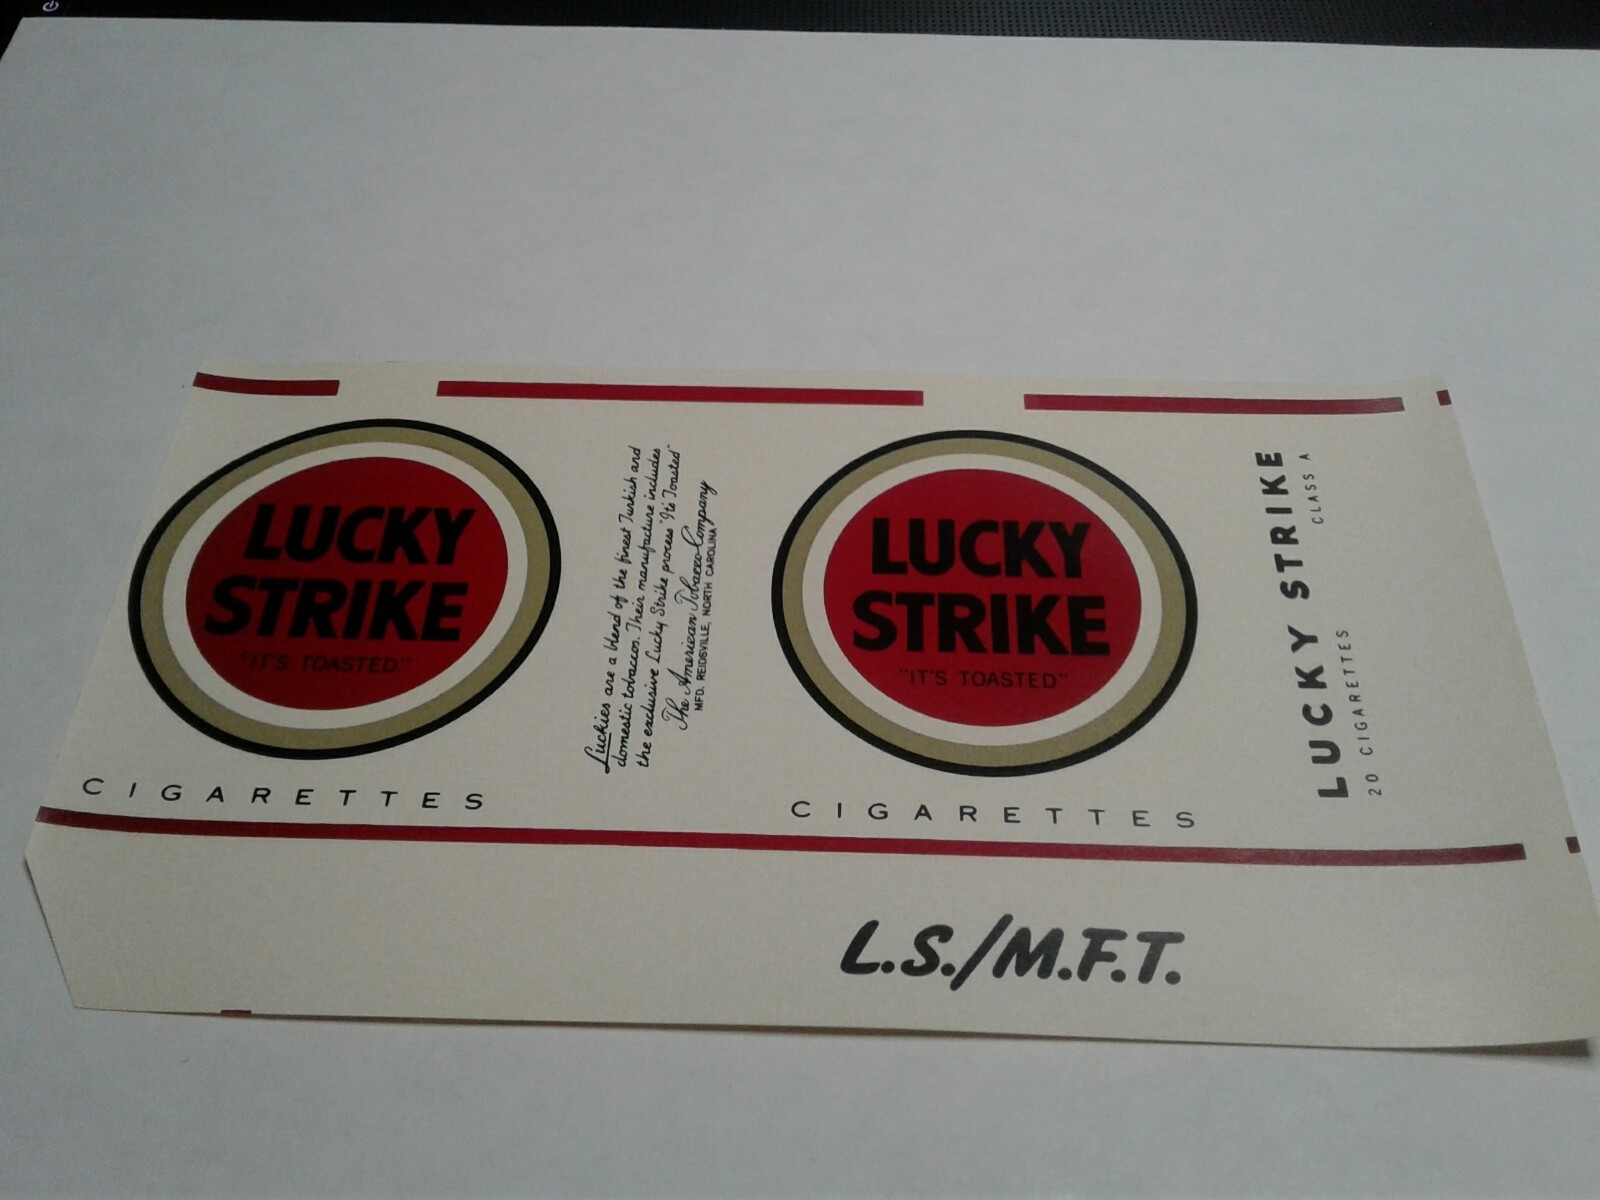 LUCKY
STRIKE
"IT'S TOASTED"
CIGARETTES
Luckies are a blend of the finest Turkish and
domestic tobaccos. Their manufacture includes
the exclusive Lucky Strike process "It's Toasted"
The American Tobacco Company
MFD. REIDSVILLE, NORTH CAROLINA
LUCKY
STRIKE
"IT'S TOASTED"
CIGARETTES
LUCKY STRIKE
20 CIGARETTES CLASS A
L.S./M.F.T.